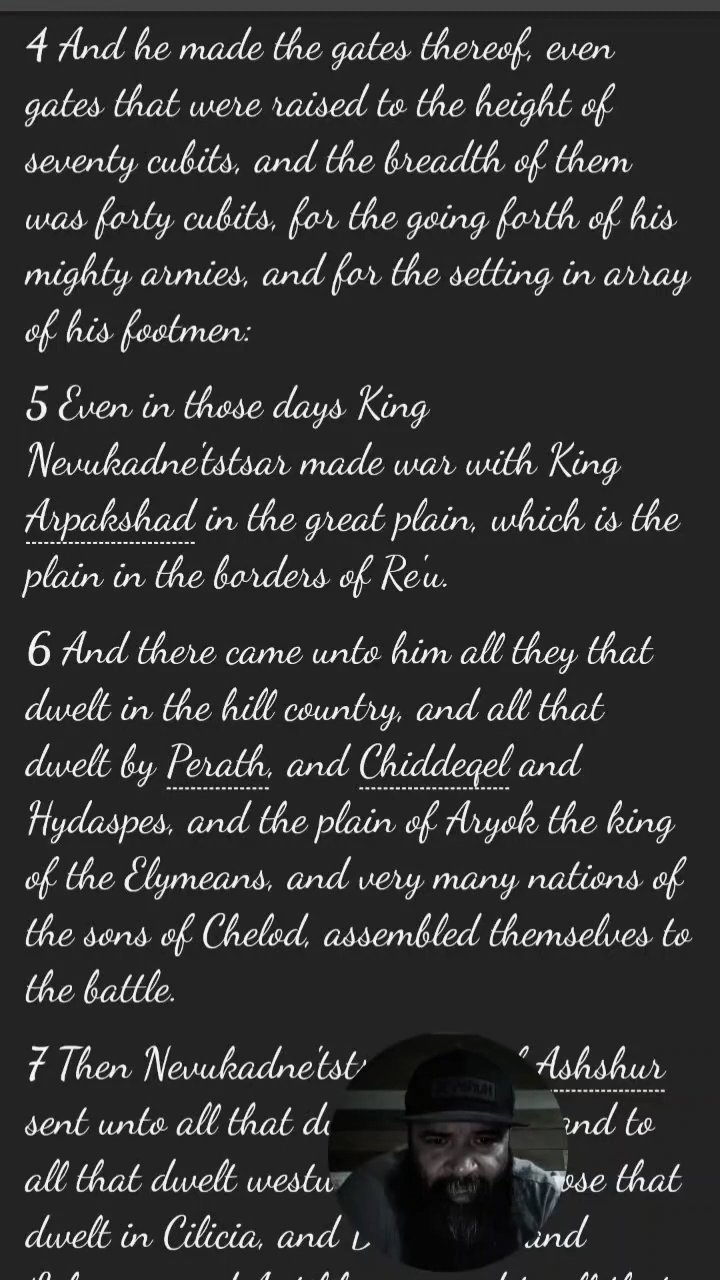 4 And he made the gates thereof, even
gates that were raised to the height of
seventy cubits, and the breadth of them
was forty cubits, for the going forth of his
mighty armies, and for the setting in array
of his footmen:
5 Even in those days King
Nevukadne'tstsar made war with King
Arpakshad in the great plain, which is the
plain in the borders of Re'u.
6 And there came unto him all they that
dwelt in the hill country, and all that
dwelt by Perath, and Chiddeqel and
Hydaspes, and the plain of Aryok the king
of the Elymeans, and very many nations of
the sons of Chelod, assembled themselves to
the battle.
7 Then Ashshur
sent unto all that and to
all that dwelt that
dwelt in Cilicia, and and